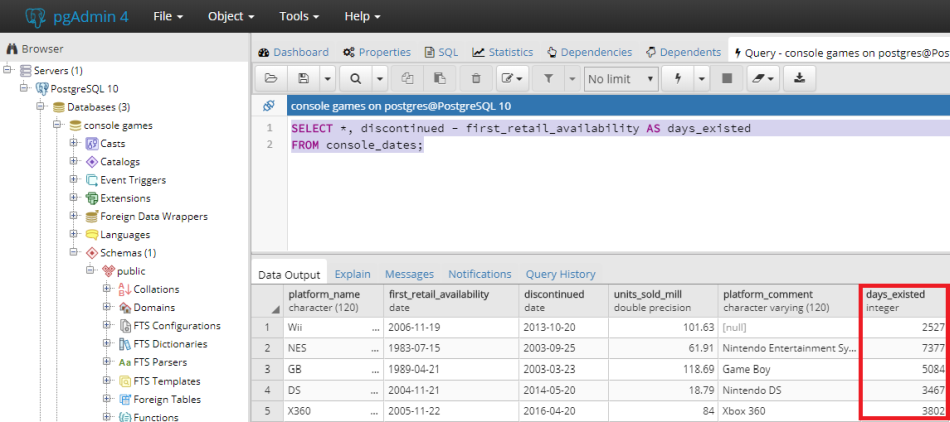 pgAdmin 4 File Object Tools Help
Browser
Servers (1)
PostgreSQL 10
Databases (3)
console games
Casts
Catalogs
Event Triggers
Extensions
Foreign Data Wrappers
Languages
Schemas (1)
public
Collations
Domains
FTS Configurations
FTS Dictionaries
Aa FTS Parsers
FTS Templates
Foreign Tables
Functions
Dashboard Properties SQL Statistics Dependencies Dependents Query - console games on postgres@Pos
No limit
console games on postgres@PostgreSQL 10
1 SELECT *, discontinued - first_retail_availability AS days_existed
2 FROM console_dates;
Data Output Explain Messages Notifications Query History
platform_name first_retail_availability discontinued units_sold_mill platform_comment days_existed
character (120) date date double precision character varying (120) integer
1 Wii ... 2006-11-19 2013-10-20 101.63 [null] 2527
2 NES ... 1983-07-15 2003-09-25 61.91 Nintendo Entertainment Sy... 7377
3 GB ... 1989-04-21 2003-03-23 118.69 Game Boy 5084
4 DS ... 2004-11-21 2014-05-20 18.79 Nintendo DS 3467
5 X360 ... 2005-11-22 2016-04-20 84 Xbox 360 3802